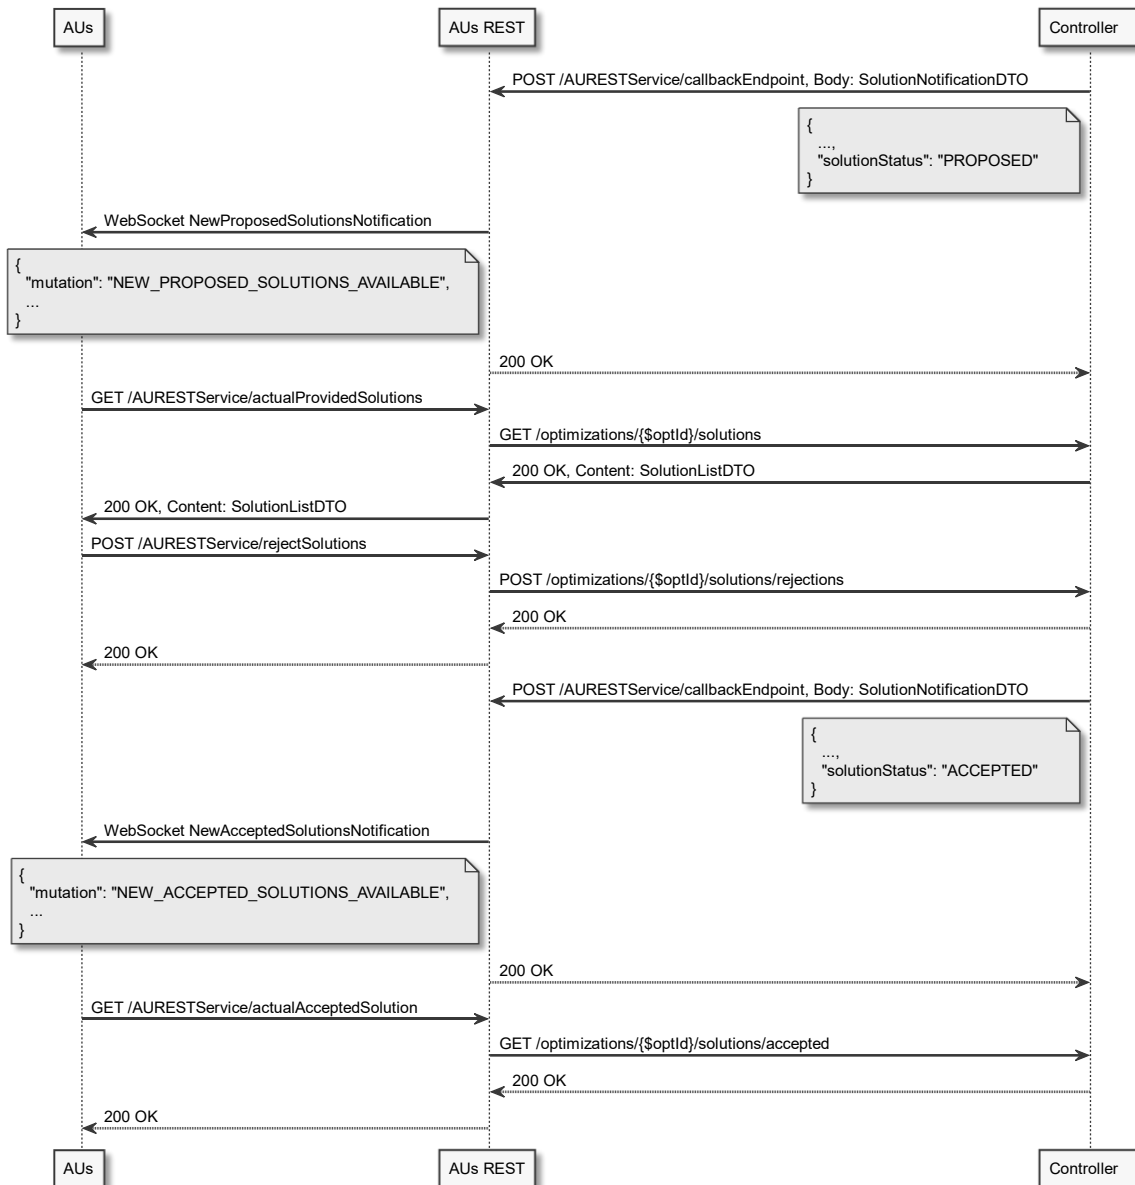 AUs
AUs REST
Controller
POST /AURESTService/callbackEndpoint, Body: SolutionNotificationDTO
{
...,
"solutionStatus": "PROPOSED"
}
WebSocket NewProposedSolutionsNotification
{
"mutation": "NEW_PROPOSED_SOLUTIONS_AVAILABLE",
...
}
200 OK
GET /AURESTService/actualProvidedSolutions
GET /optimizations/{$optId}/solutions
200 OK, Content: SolutionListDTO
200 OK, Content: SolutionListDTO
POST /AURESTService/rejectSolutions
POST /optimizations/{$optId}/solutions/rejections
200 OK
200 OK
POST /AURESTService/callbackEndpoint, Body: SolutionNotificationDTO
{
...,
"solutionStatus": "ACCEPTED"
}
WebSocket NewAcceptedSolutionsNotification
{
"mutation": "NEW_ACCEPTED_SOLUTIONS_AVAILABLE",
...
}
200 OK
GET /AURESTService/actualAcceptedSolution
GET /optimizations/{$optId}/solutions/accepted
200 OK
200 OK
AUs
AUs REST
Controller